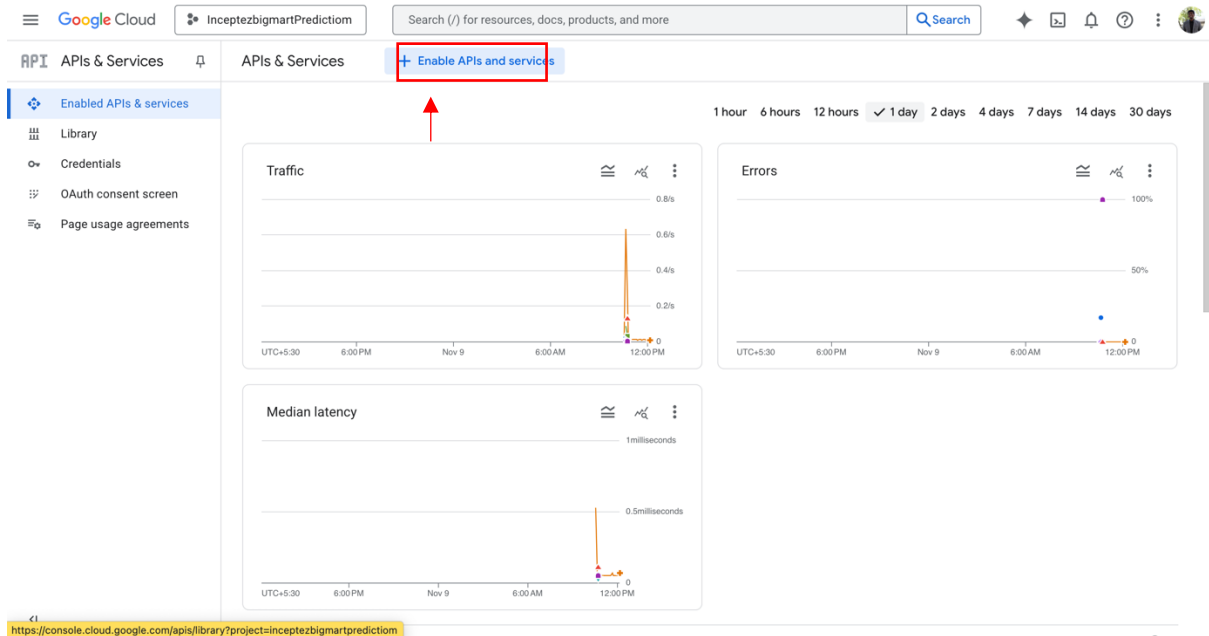 Google Cloud
InceptezbigmartPredictiom
Search (/) for resources, docs, products, and more
Search
API APIs & Services
APIs & Services
Enable APIs and services
Enabled APIs & services
Library
Credentials
OAuth consent screen
Page usage agreements
1 hour 6 hours 12 hours 1 day 2 days 4 days 7 days 14 days 30 days
Traffic
0.8/s
0.6/s
0.4/s
0.2/s
0
UTC+5:30 6:00 PM Nov 9 6:00 AM 12:00 PM
Errors
100%
50%
0
UTC+5:30 6:00 PM Nov 9 6:00 AM 12:00 PM
Median latency
1milliseconds
0.5milliseconds
0
UTC+5:30 6:00 PM Nov 9 6:00 AM 12:00 PM
https://console.cloud.google.com/apis/library?project=inceptezbigmartpredictiom